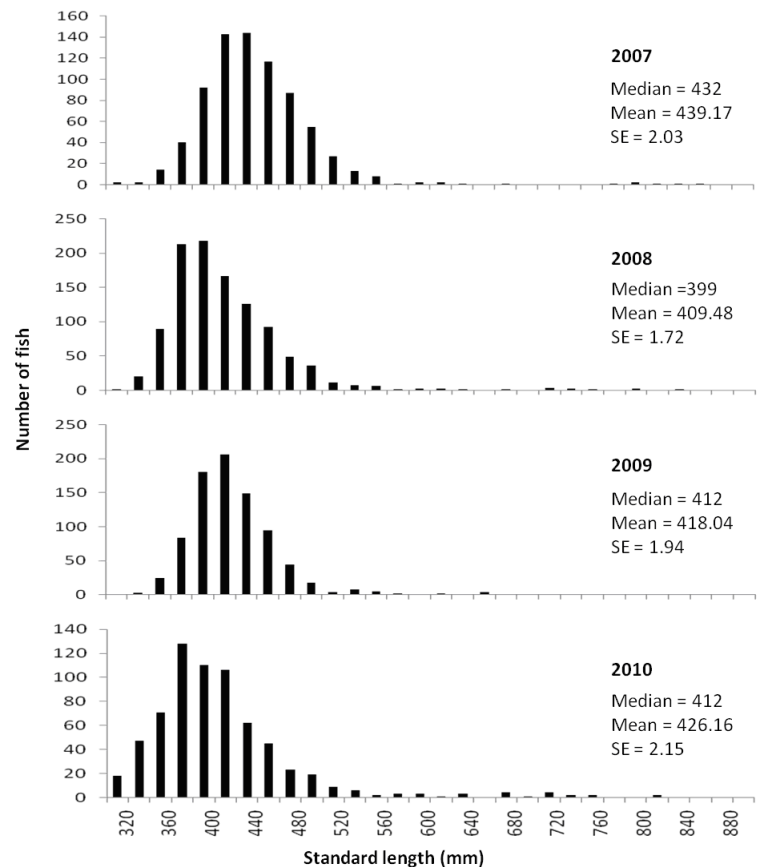 160
140
120
100
80
60
40
20
0
2007
Median = 432
Mean = 439.17
SE = 2.03
250
200
150
100
50
0
2008
Median =399
Mean = 409.48
SE = 1.72
Number of fish
250
200
150
100
50
0
2009
Median = 412
Mean = 418.04
SE = 1.94
140
120
100
80
60
40
20
0
2010
Median = 412
Mean = 426.16
SE = 2.15
320 360 400 440 480 520 560 600 640 680 720 760 800 840 880
Standard length (mm)